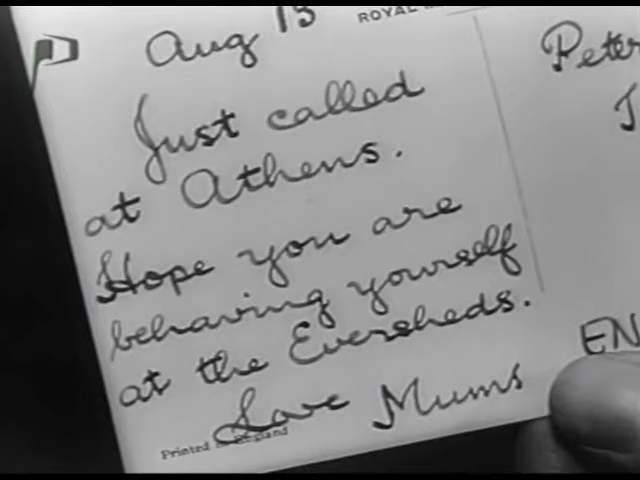 Aug 13
ROYAL
Peter
Just called
at Athens.
Hope you are
behaving yourself
at the Eversheds.
Love Mums
EN
Printed in England